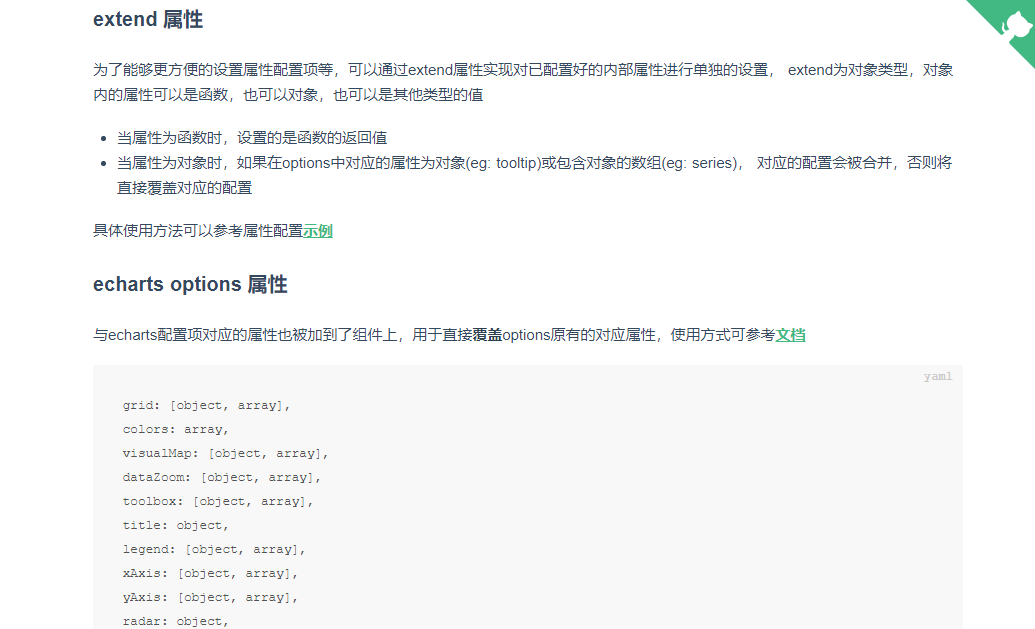 extend 属性
为了能够更方便的设置属性配置项等，可以通过extend属性实现对已配置好的内部属性进行单独的设置， extend为对象类型，对象
内的属性可以是函数，也可以对象，也可以是其他类型的值
当属性为函数时，设置的是函数的返回值
当属性为对象时，如果在options中对应的属性为对象(eg: tooltip)或包含对象的数组(eg: series)， 对应的配置会被合并，否则将
直接覆盖对应的配置
具体使用方法可以参考属性配置示例
echarts options 属性
与echarts配置项对应的属性也被加到了组件上，用于直接覆盖options原有的对应属性，使用方式可参考文档
yaml
grid: [object, array],
colors: array,
visualMap: [object, array],
dataZoom: [object, array],
toolbox: [object, array],
title: object,
legend: [object, array],
xAxis: [object, array],
yAxis: [object, array],
radar: object,